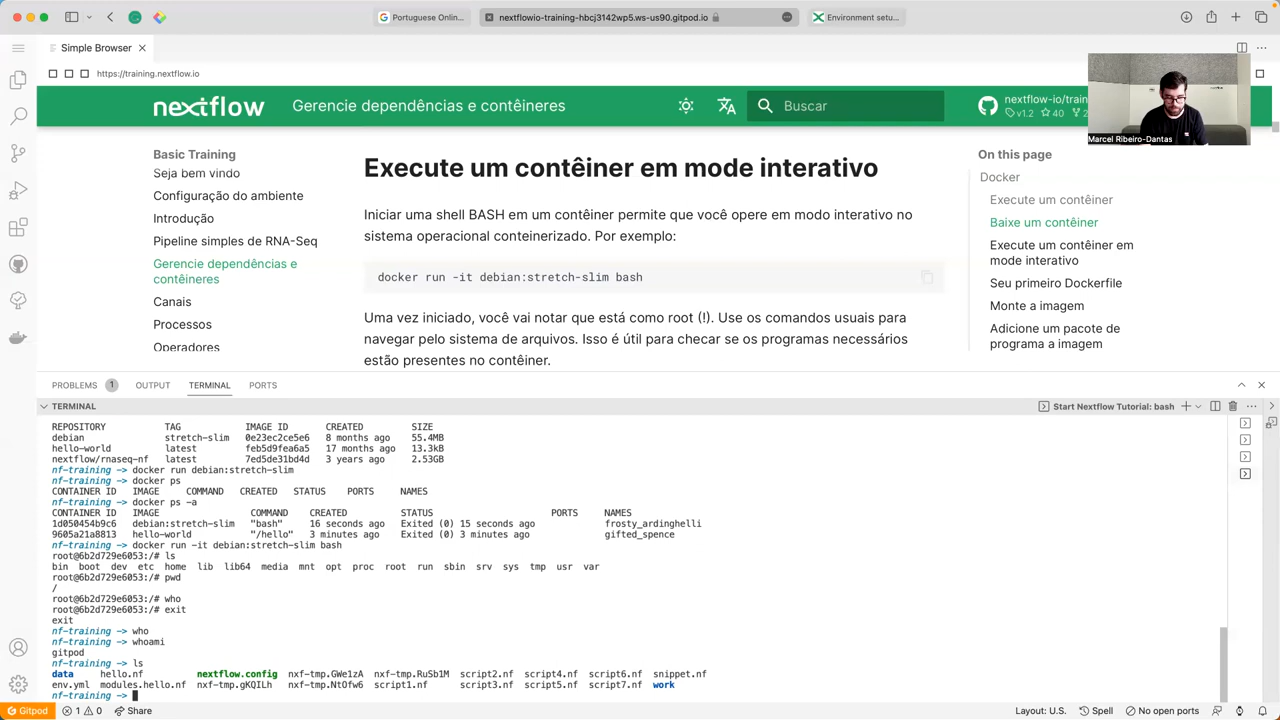 Portuguese Onlin...
nextflowio-training-hbcj3142wp5.ws-us90.gitpod.io
Environment setu...
Simple Browser
https://training.nextflow.io
nextflow
Gerencie dependências e contêineres
Buscar
nextflow-io/train
v1.2 40 2
Marcel Ribeiro-Dantas
Basic Training
Seja bem vindo
Configuração do ambiente
Introdução
Pipeline simples de RNA-Seq
Gerencie dependências e
contêineres
Canais
Processos
Operadores
Execute um contêiner em mode interativo
Iniciar uma shell BASH em um contêiner permite que você opere em modo interativo no
sistema operacional conteinerizado. Por exemplo:
docker run -it debian:stretch-slim bash
Uma vez iniciado, você vai notar que está como root (!). Use os comandos usuais para
navegar pelo sistema de arquivos. Isso é útil para checar se os programas necessários
estão presentes no contêiner.
On this page
Docker
Execute um contêiner
Baixe um contêiner
Execute um contêiner em
mode interativo
Seu primeiro Dockerfile
Monte a imagem
Adicione um pacote de
programa a imagem
PROBLEMS 1 OUTPUT TERMINAL PORTS
TERMINAL
Start Nextflow Tutorial: bash
REPOSITORY TAG IMAGE ID CREATED SIZE
debian stretch-slim 0e23ec2ce5e6 8 months ago 55.4MB
hello-world latest feb5d9fea6a5 17 months ago 13.3kB
nextflow/rnaseq-nf latest 7ed5de31bd4d 3 years ago 2.53GB
nf-training -> docker run debian:stretch-slim
nf-training -> docker ps
CONTAINER ID IMAGE COMMAND CREATED STATUS PORTS NAMES
nf-training -> docker ps -a
CONTAINER ID IMAGE COMMAND CREATED STATUS PORTS NAMES
1d050454b9c6 debian:stretch-slim "bash" 16 seconds ago Exited (0) 15 seconds ago frosty_ardinghelli
9605a21a8813 hello-world "/hello" 3 minutes ago Exited (0) 3 minutes ago gifted_spence
nf-training -> docker run -it debian:stretch-slim bash
root@6b2d729e6053:/# ls
bin boot dev etc home lib lib64 media mnt opt proc root run sbin srv sys tmp usr var
root@6b2d729e6053:/# pwd
/
root@6b2d729e6053:/# who
root@6b2d729e6053:/# exit
exit
nf-training -> who
nf-training -> whoami
gitpod
nf-training -> ls
data hello.nf nextflow.config nxf-tmp.GWe1zA nxf-tmp.RuSb1M script2.nf script4.nf script6.nf snippet.nf
env.yml modules.hello.nf nxf-tmp.gKQILh nxf-tmp.NtOfw6 script1.nf script3.nf script5.nf script7.nf work
nf-training ->
Gitpod 1 0 Share
Layout: U.S. Spell No open ports